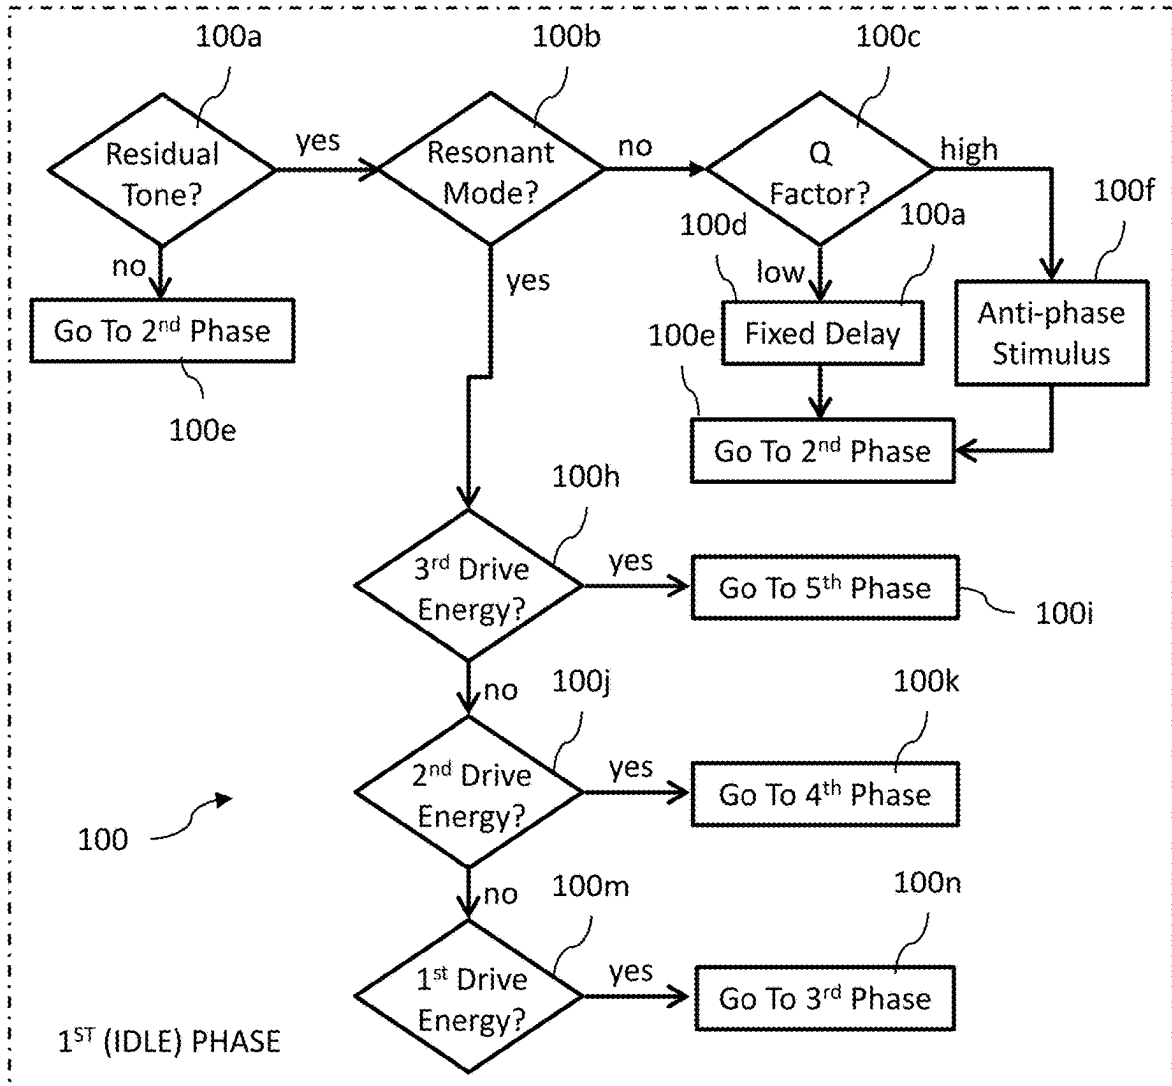 100a
100b
100c
Residual
Tone?
yes
Resonant
Mode?
no
Q
Factor?
high
100f
100d
100a
no
yes
low
Go To 2nd Phase
100e
Fixed Delay
Anti-phase
Stimulus
100e
Go To 2nd Phase
100h
3rd Drive
Energy?
yes
Go To 5th Phase
100i
no
100j
100k
2nd Drive
Energy?
yes
Go To 4th Phase
100
no
100m
100n
1st Drive
Energy?
yes
Go To 3rd Phase
1ST (IDLE) PHASE